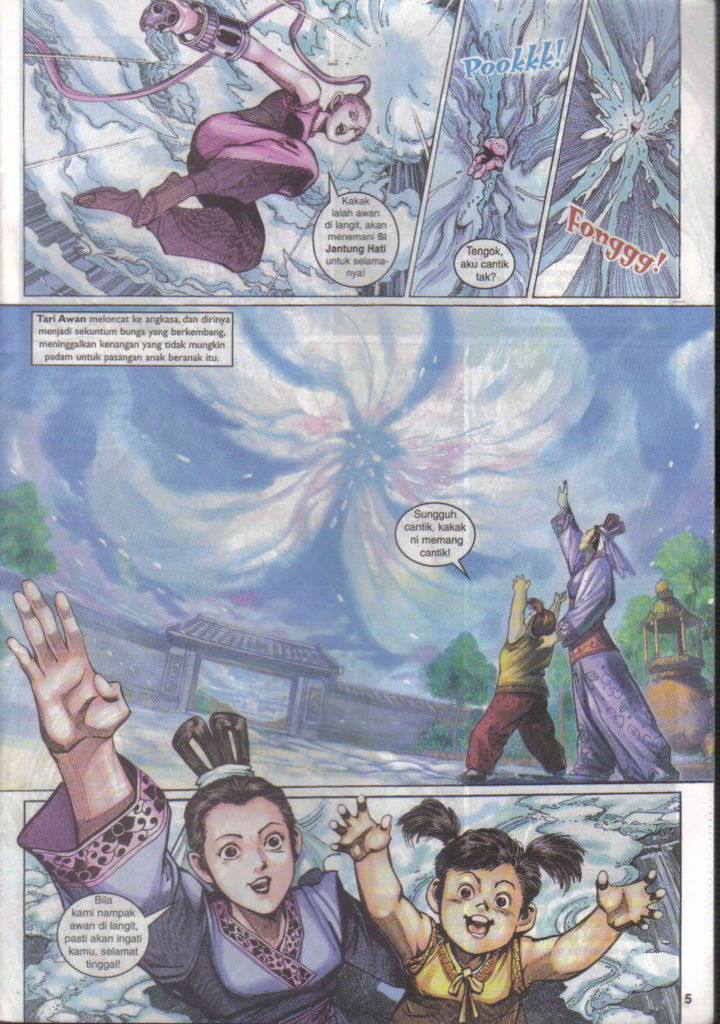 Kakak
ialah awan
di langit, akan
menemani Si
Jantung Hati
untuk selama-
nya!
Pookkk!
Tengok,
aku cantik
tak?
Fonggg!
Tari Awan meloncat ke angkasa, dan dirinya
menjadi sekuntum bunga yang berkembang,
meninggalkan kenangan yang tidak mungkin
padam untuk pasangan anak beranak itu.
Sungguh
cantik, kakak
ni memang
cantik!
Bila
kami nampak
awan di langit,
pasti akan ingati
kamu, selamat
tinggal!
5